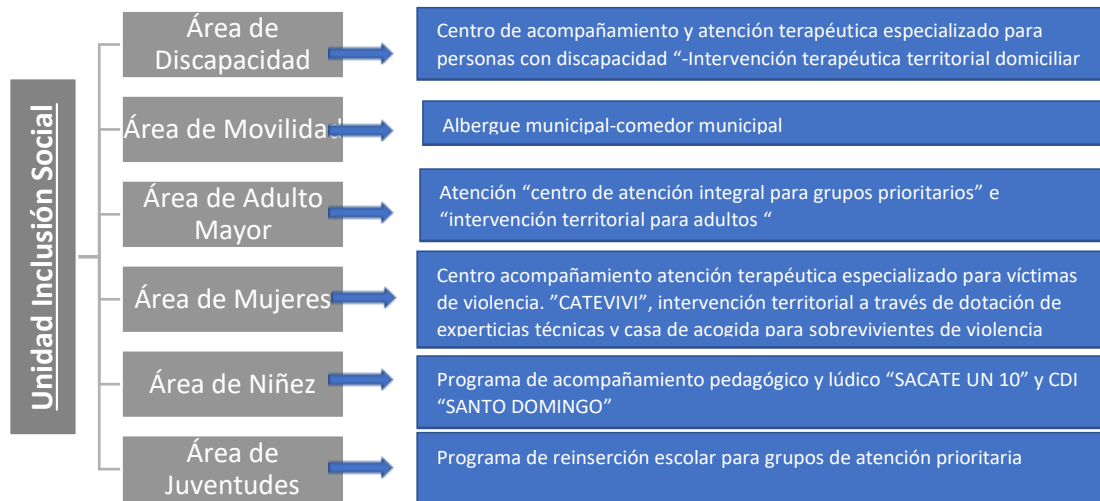 Unidad Inclusión Social
Área de
Discapacidad
Centro de acompañamiento y atención terapéutica especializado para
personas con discapacidad “-Intervención terapéutica territorial domiciliar
Área de Movilidad
Albergue municipal-comedor municipal
Área de Adulto
Mayor
Atención “centro de atención integral para grupos prioritarios” e
“intervención territorial para adultos “
Área de Mujeres
Centro acompañamiento atención terapéutica especializado para víctimas
de violencia. ”CATEVIVI”, intervención territorial a través de dotación de
experticias técnicas y casa de acogida para sobrevivientes de violencia
Área de Niñez
Programa de acompañamiento pedagógico y lúdico “SACATE UN 10” y CDI
“SANTO DOMINGO”
Área de
Juventudes
Programa de reinserción escolar para grupos de atención prioritaria